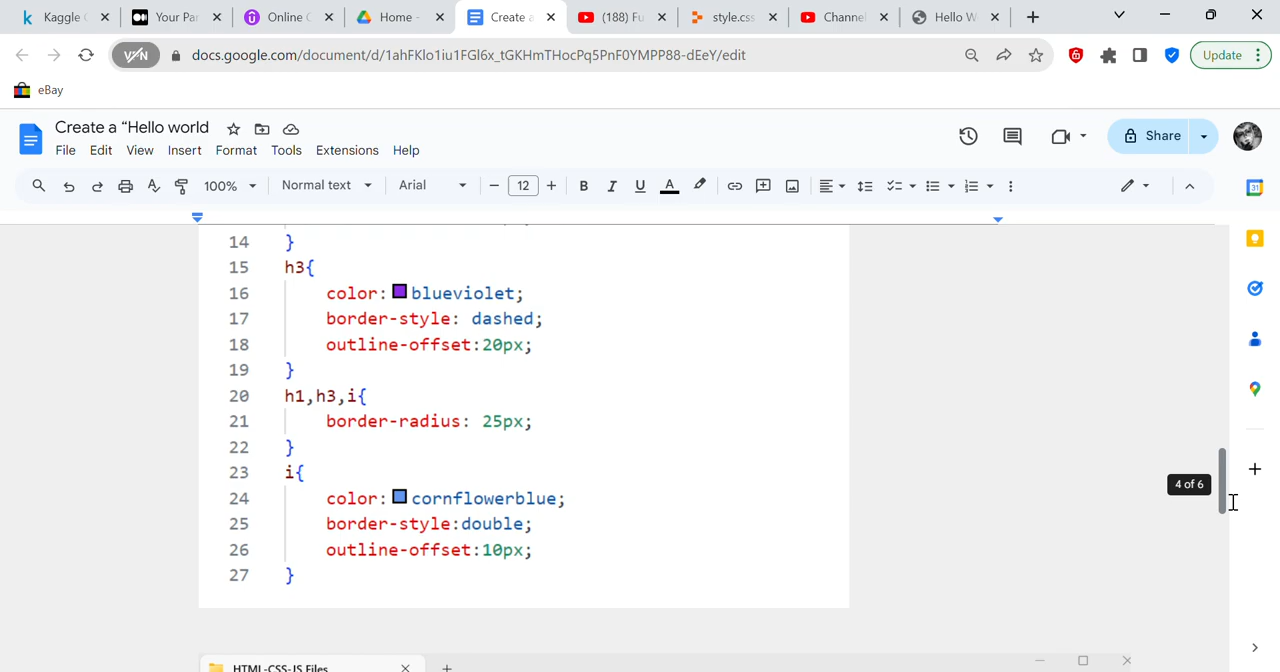 Kaggle
Your Par
Online
Home -
Create a
(188) Fu
style.css
Channel
Hello W
VPN
docs.google.com/document/d/1ahFKlo1iu1FGl6x_tGKHmTHocPq5PnF0YMPP88-dEeY/edit
Update
eBay
Create a “Hello world
File Edit View Insert Format Tools Extensions Help
Share
100% Normal text Arial 12 B I U A
31
14 }
15 h3{
16 color: blueviolet;
17 border-style: dashed;
18 outline-offset:20px;
19 }
20 h1,h3,i{
21 border-radius: 25px;
22 }
23 i{
24 color: cornflowerblue;
25 border-style:double;
26 outline-offset:10px;
27 }
4 of 6
HTML-CSS-JS Files